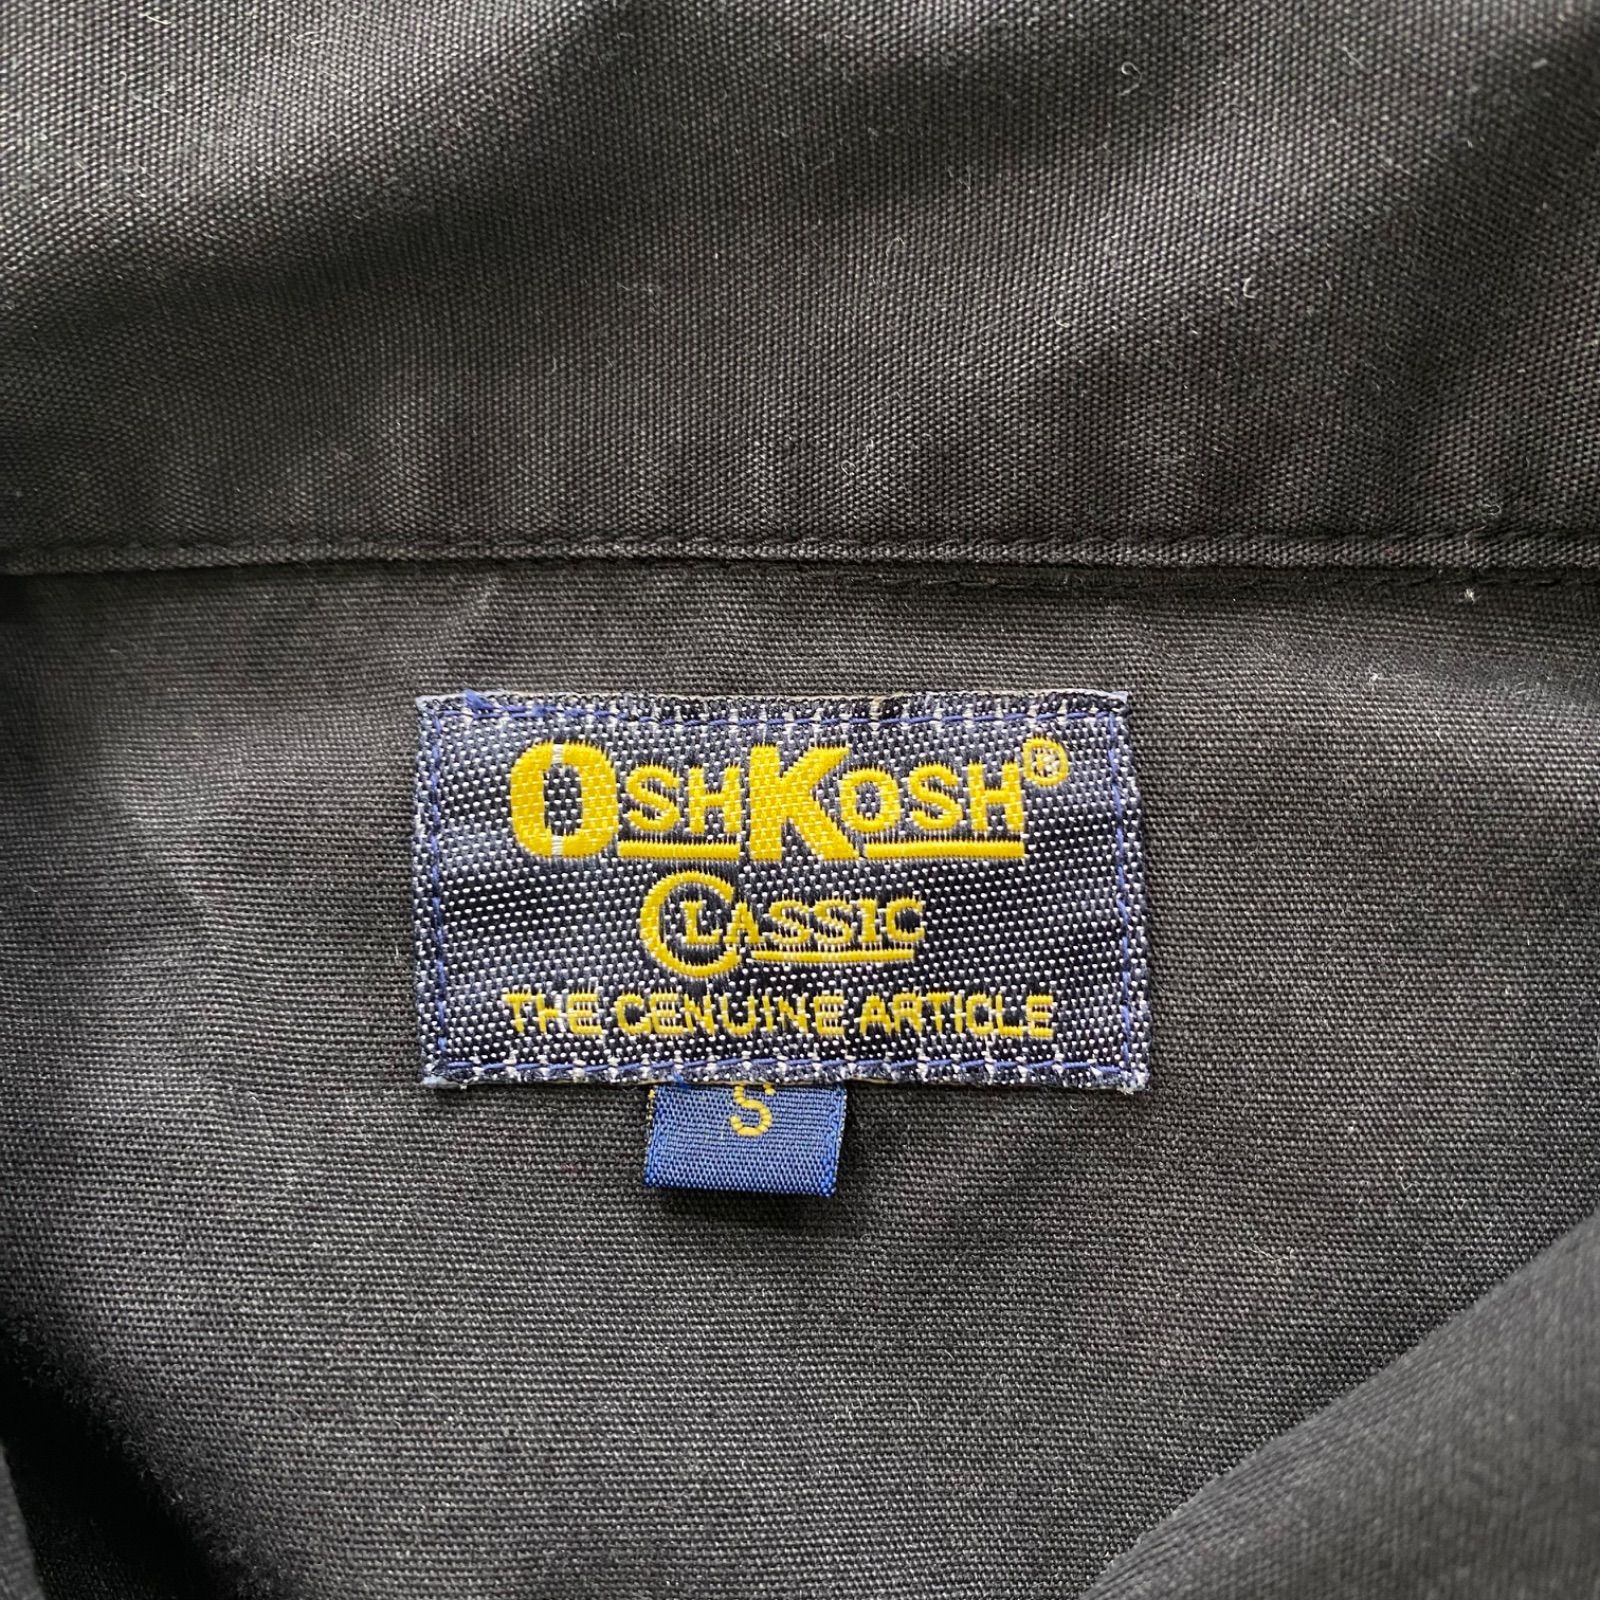 OSHKOSH®
CLASSIC
THE GENUINE ARTICLE
S